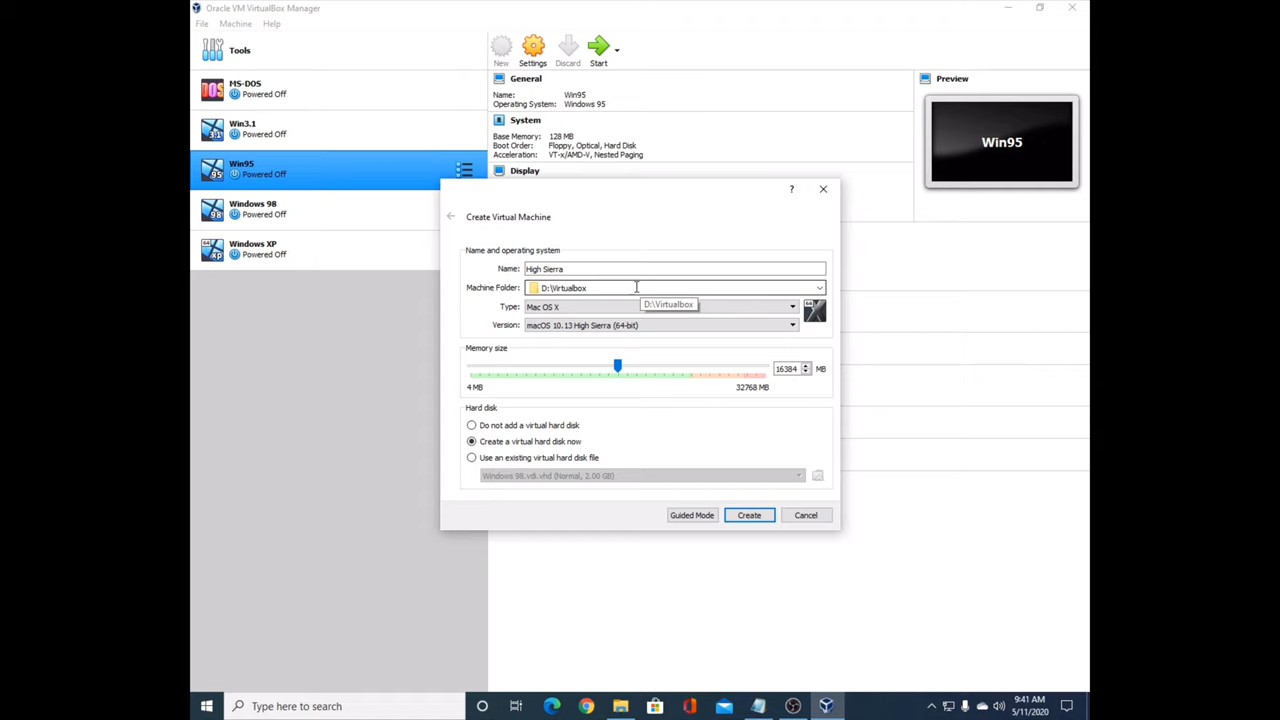 Oracle VM VirtualBox Manager
File Machine Help
Tools
New Settings Discard Start
MS-DOS
Powered Off
Win3.1
Powered Off
Win95
Powered Off
Windows 98
Powered Off
Windows XP
Powered Off
General
Name: Win95
Operating System: Windows 95
System
Base Memory: 128 MB
Boot Order: Floppy, Optical, Hard Disk
Acceleration: VT-x/AMD-V, Nested Paging
Display
Preview
Win95
?
Create Virtual Machine
Name and operating system
Name: High Sierra
Machine Folder: D:\Virtualbox
D:\Virtualbox
Type: Mac OS X
64
Version: macOS 10.13 High Sierra (64-bit)
Memory size
16384 MB
4 MB 32768 MB
Hard disk
Do not add a virtual hard disk
Create a virtual hard disk now
Use an existing virtual hard disk file
Windows 98.vdi.vhd (Normal, 2.00 GB)
Guided Mode Create Cancel
Type here to search
9:41 AM
5/11/2020